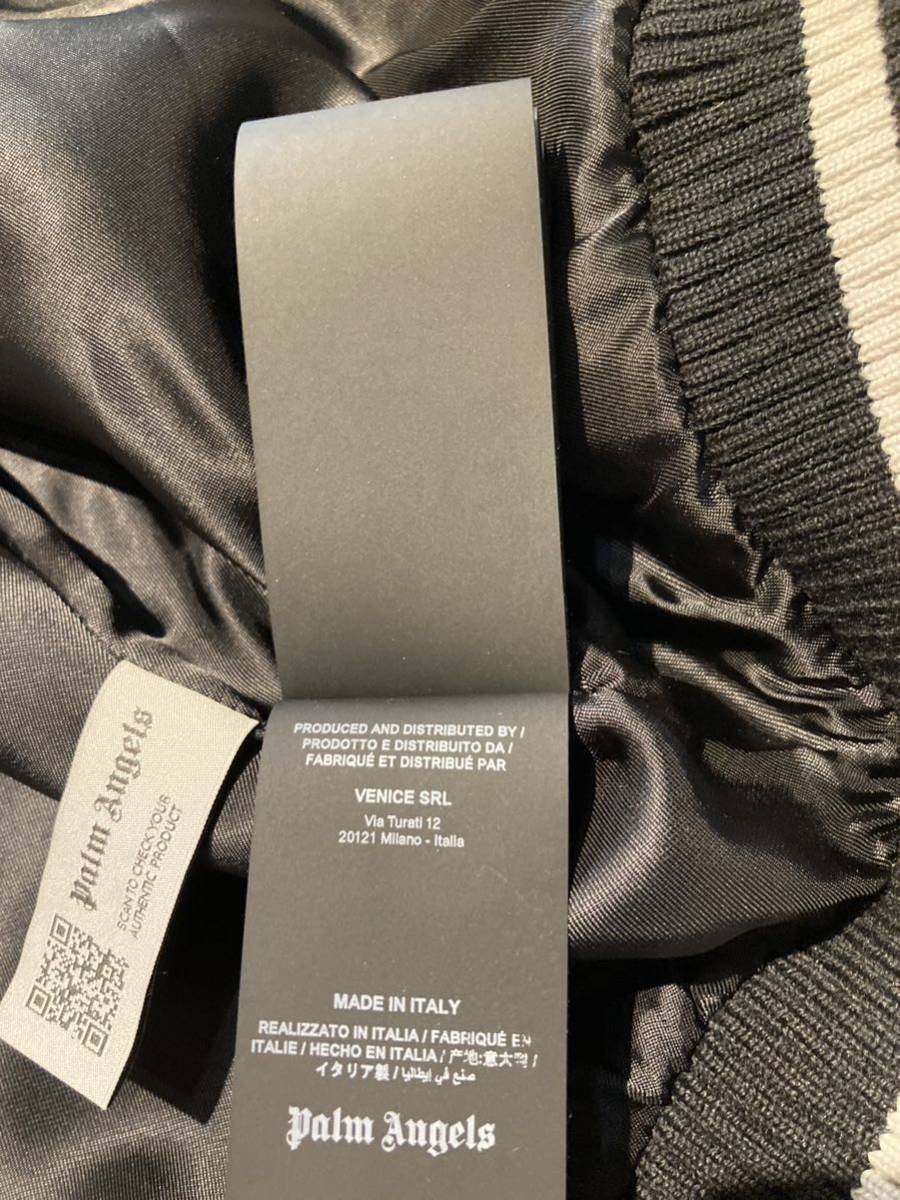 PRODUCED AND DISTRIBUTED BY /
PRODOTTO E DISTRIBUITO DA /
FABRIQUÉ ET DISTRIBUÉ PAR
VENICE SRL
Via Turati 12
20121 Milano - Italia
MADE IN ITALY
REALIZZATO IN ITALIA / FABRIQUÉ EN
ITALIE / HECHO EN ITALIA / 产地:意大利 /
イタリア製 / صنع في إيطاليا
Palm Angels
Palm Angels
SCAN TO CHECK YOUR
AUTHENTIC PRODUCT